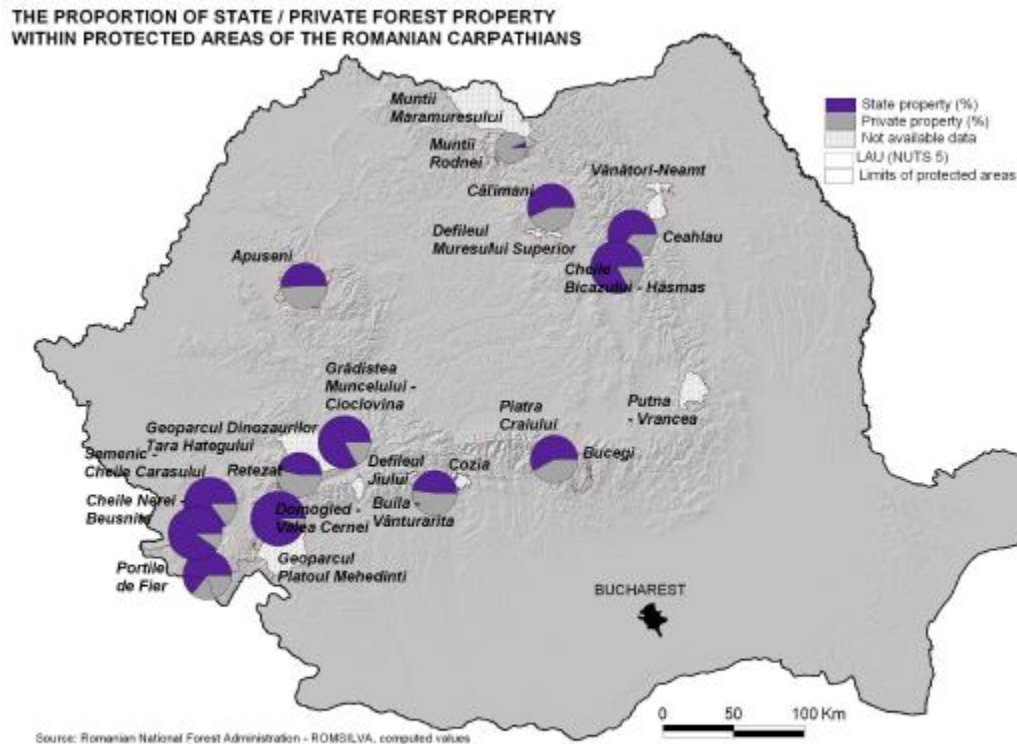 THE PROPORTION OF STATE / PRIVATE FOREST PROPERTY
WITHIN PROTECTED AREAS OF THE ROMANIAN CARPATHIANS
Muntii
Maramuresului
State property (%)
Private property (%)
Not available data
LAU (NUTS 5)
Limits of protected areas
Muntii
Rodnei
Vânători-Neamt
Călimani
Defileul
Muresului Superior
Ceahlau
Apuseni
Cheile
Bicazului - Hasmas
Grădistea
Muncelului -
Cioclovina
Piatra
Craiului
Putna
- Vrancea
Geoparcul Dinozaurilor
Tara Hategului
Bucegi
Semenic -
Cheile Carasului
Retezat
Defileul
Jiului
Cozia
Cheile Nerei -
Beusnita
Buila -
Vânturarita
Domogled -
Valea Cernei
Portile
de Fier
Geoparcul
Platoul Mehedinti
BUCHAREST
0 50 100 Km
Source: Romanian National Forest Administration - ROMSILVA, computed values